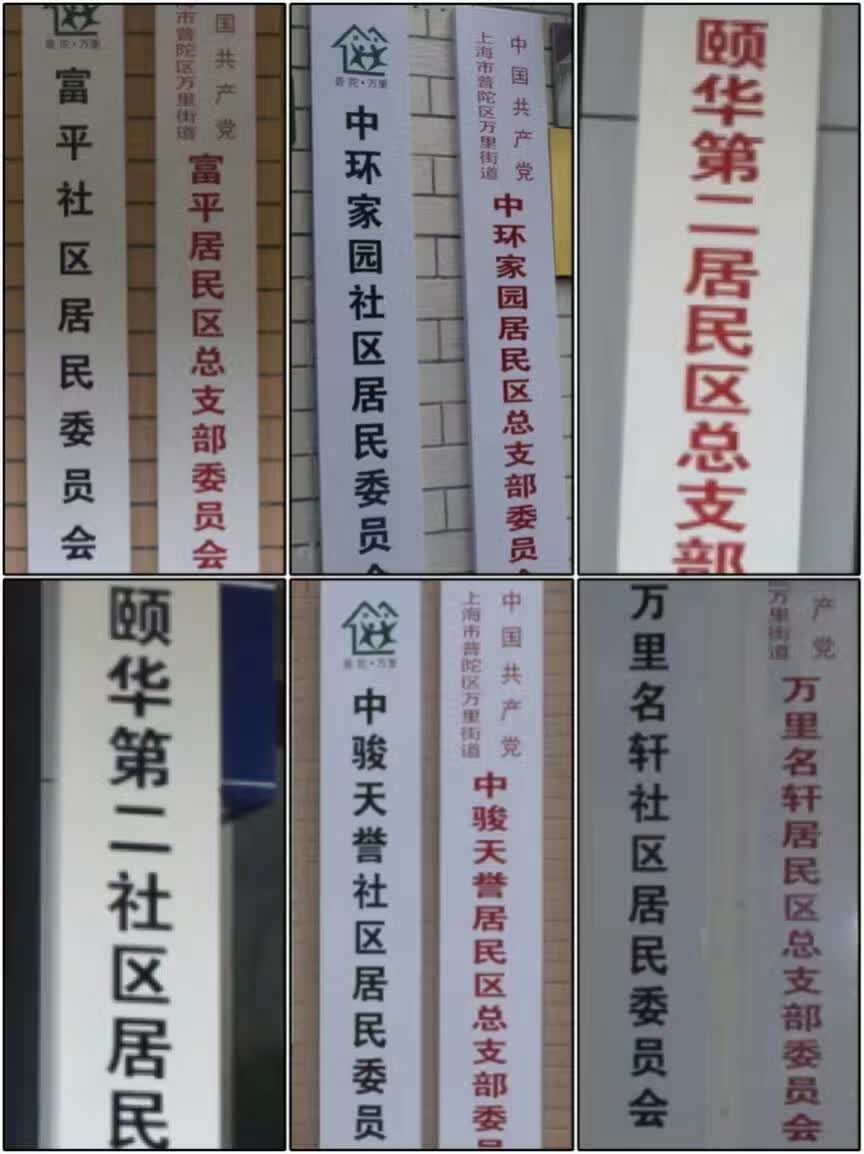 普陀·万里
富平社区居民委员会
国共产党
市普陀区万里街道
富平居民区总支部委员会
普陀·万里
中环家园社区居民委员会
中国共产党
上海市普陀区万里街道
中环家园居民区总支部委员
颐华第二居民区总支部
颐华第二社区居民
普陀·万里
中骏天誉社区居民委员
中国共产党
上海市普陀区万里街道
中骏天誉居民区总支部委员
万里名轩社区居民委员会
产党
万里街道
万里名轩居民区总支部委员会